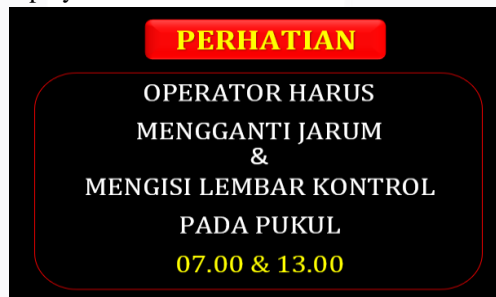 PERHATIAN
OPERATOR HARUS
MENGGANTI JARUM
&
MENGISI LEMBAR KONTROL
PADA PUKUL
07.00 & 13.00